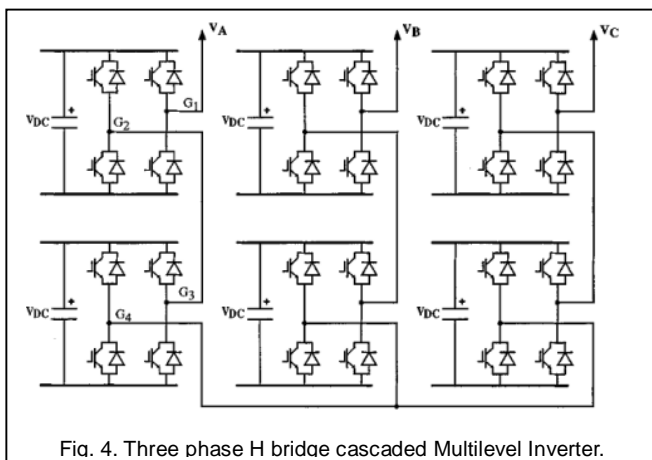 VA VB VC
G1
VDC + G2 VDC + VDC +
G3
VDC + G4 VDC + VDC +
Fig. 4. Three phase H bridge cascaded Multilevel Inverter.